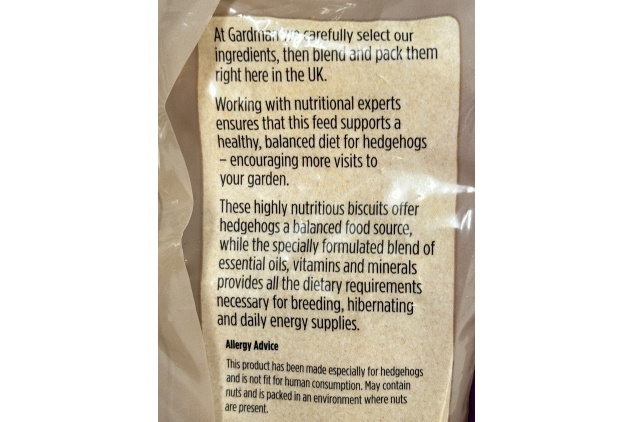 At Gardman we carefully select our
ingredients, then blend and pack them
right here in the UK.
Working with nutritional experts
ensures that this feed supports a
healthy, balanced diet for hedgehogs
– encouraging more visits to
your garden.
These highly nutritious biscuits offer
hedgehogs a balanced food source,
while the specially formulated blend of
essential oils, vitamins and minerals
provides all the dietary requirements
necessary for breeding, hibernating
and daily energy supplies.
Allergy Advice
This product has been made especially for hedgehogs
and is not fit for human consumption. May contain
nuts and is packed in an environment where nuts
are present.